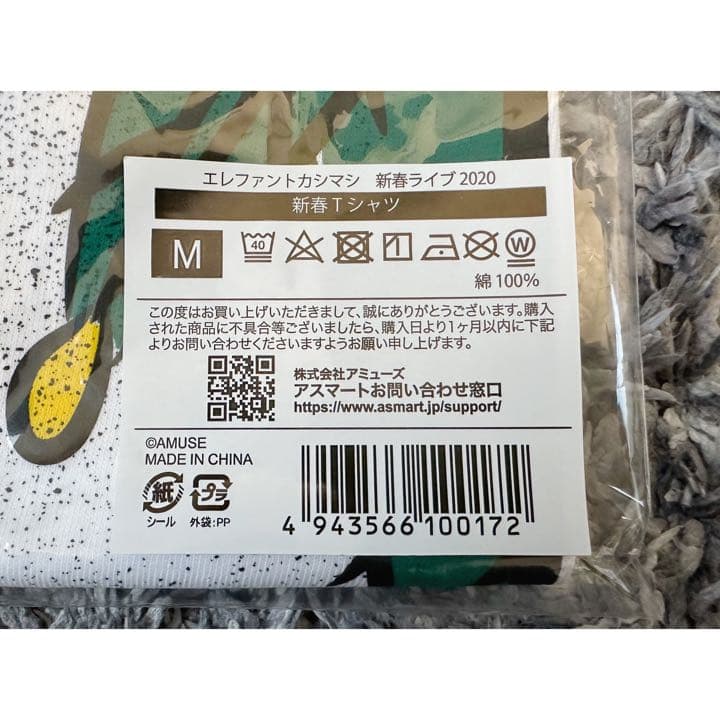 エレファントカシマシ 新春ライブ2020
新春Tシャツ
M
40
W
綿100%
この度はお買い上げいただきまして、誠にありがとうございます。購入
された商品に不具合等ございましたら、購入日より1ヶ月以内に下記
よりお問い合わせくださいますようお願い申し上げます。
株式会社アミューズ
アスマートお問い合わせ窓口
https://www.asmart.jp/support/
©AMUSE
MADE IN CHINA
紙 プラ
シール 外袋:PP
4 943566 100172